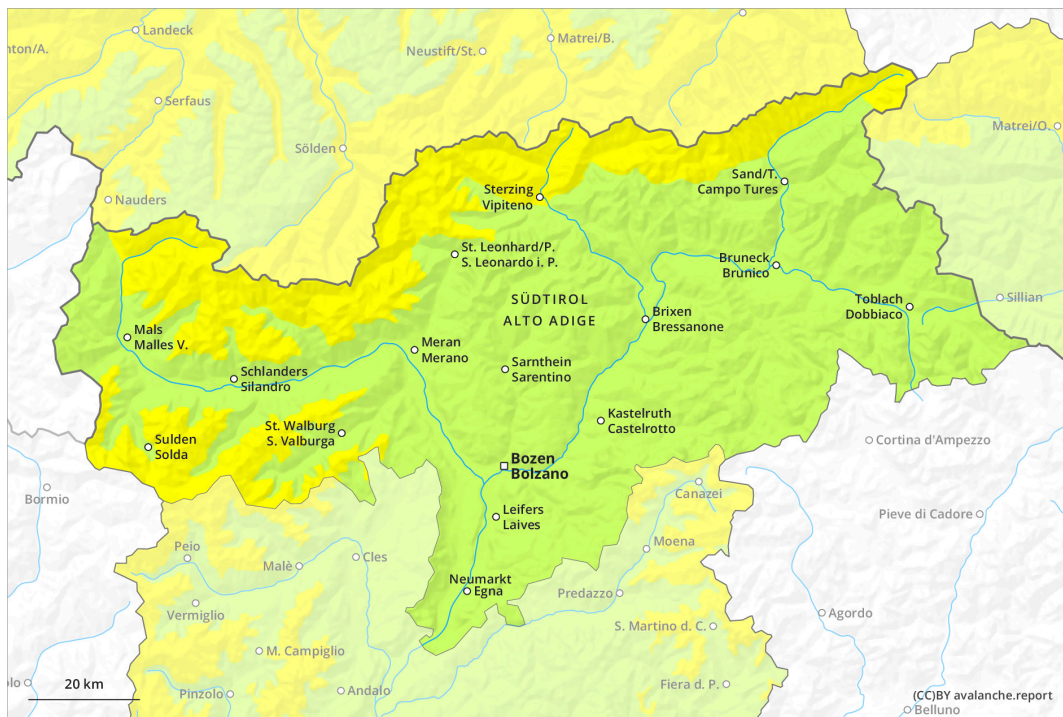 Landeck
Matrei/B.
Neustift/St.
nton/A.
Serfaus
Matrei/O.
Sölden
Sand/T.
Campo Tures
Sterzing
Vipiteno
Nauders
St. Leonhard/P.
S. Leonardo i. P.
Bruneck
Brunico
SÜDTIROL
ALTO ADIGE
Toblach
Dobbiaco
Sillian
Brixen
Bressanone
Mals
Malles V.
Meran
Merano
Sarnthein
Sarentino
Schlanders
Silandro
Kastelruth
Castelrotto
St. Walburg
S. Valburga
Sulden
Solda
Cortina d'Ampezzo
Bozen
Bolzano
Bormio
Canazei
Leifers
Laives
Pieve di Cadore
Moena
Peio
Cles
Malè
Neumarkt
Egna
Predazzo
Vermiglio
Agordo
S. Martino d. C.
M. Campiglio
20 km
olo
Pinzolo
Andalo
Fiera d. P.
(CC)BY avalanche.report
Belluno